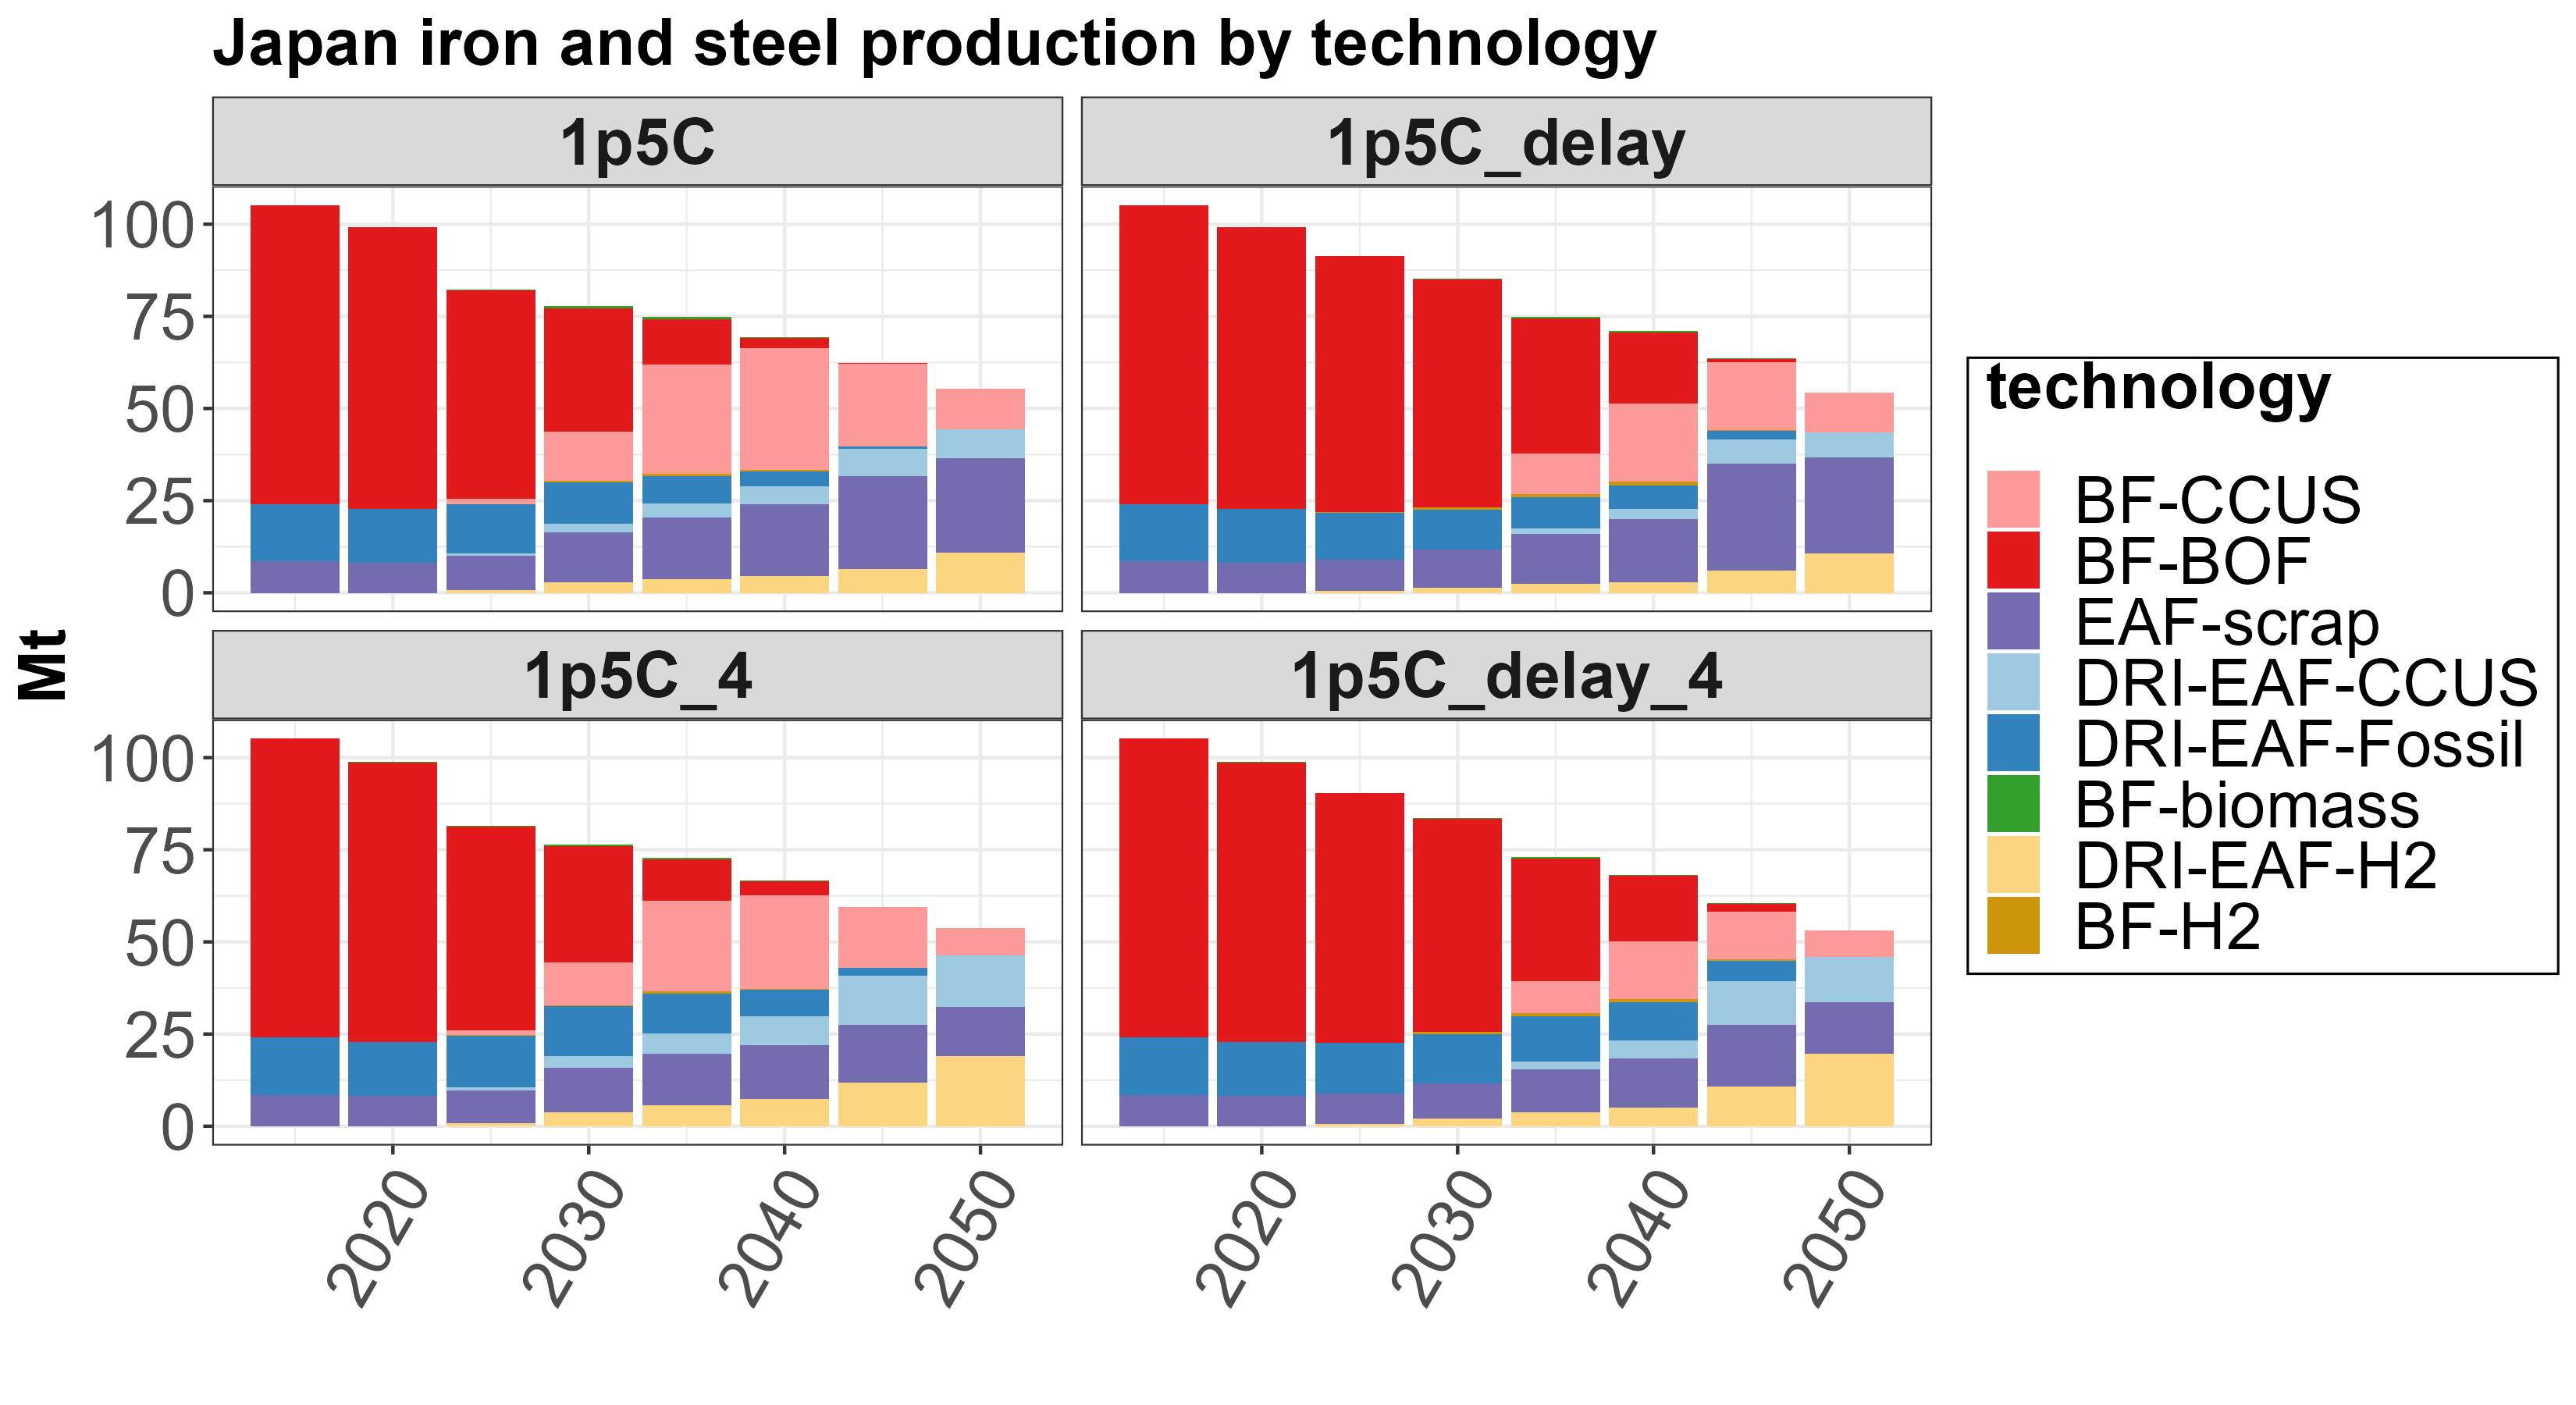 Japan iron and steel production by technology
1p5C
1p5C_delay
100
75
50
25
0
Mt
1p5C_4
1p5C_delay_4
100
75
50
25
0
2020
2030
2040
2050
2020
2030
2040
2050
technology
BF-CCUS
BF-BOF
EAF-scrap
DRI-EAF-CCUS
DRI-EAF-Fossil
BF-biomass
DRI-EAF-H2
BF-H2